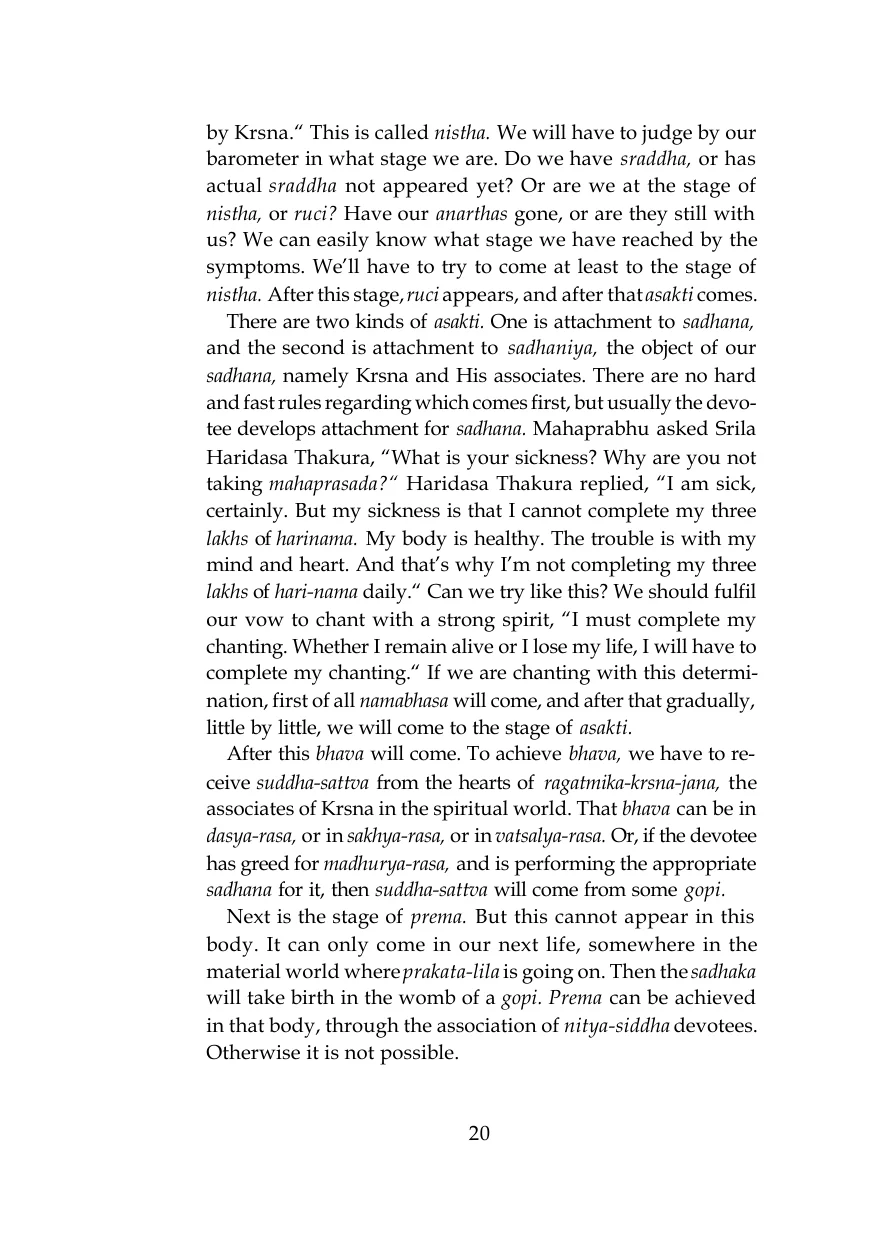 by Krsna.“ This is called nistha. We will have to judge by our
barometer in what stage we are. Do we have sraddha, or has
actual sraddha not appeared yet? Or are we at the stage of
nistha, or ruci? Have our anarthas gone, or are they still with
us? We can easily know what stage we have reached by the
symptoms. We’ll have to try to come at least to the stage of
nistha. After this stage, ruci appears, and after that asakti comes.
There are two kinds of asakti. One is attachment to sadhana,
and the second is attachment to sadhaniya, the object of our
sadhana, namely Krsna and His associates. There are no hard
and fast rules regarding which comes first, but usually the devo-
tee develops attachment for sadhana. Mahaprabhu asked Srila
Haridasa Thakura, “What is your sickness? Why are you not
taking mahaprasada?“ Haridasa Thakura replied, “I am sick,
certainly. But my sickness is that I cannot complete my three
lakhs of harinama. My body is healthy. The trouble is with my
mind and heart. And that’s why I’m not completing my three
lakhs of hari-nama daily.“ Can we try like this? We should fulfil
our vow to chant with a strong spirit, “I must complete my
chanting. Whether I remain alive or I lose my life, I will have to
complete my chanting.“ If we are chanting with this determi-
nation, first of all namabhasa will come, and after that gradually,
little by little, we will come to the stage of asakti.
After this bhava will come. To achieve bhava, we have to re-
ceive suddha-sattva from the hearts of ragatmika-krsna-jana, the
associates of Krsna in the spiritual world. That bhava can be in
dasya-rasa, or in sakhya-rasa, or in vatsalya-rasa. Or, if the devotee
has greed for madhurya-rasa, and is performing the appropriate
sadhana for it, then suddha-sattva will come from some gopi.
Next is the stage of prema. But this cannot appear in this
body. It can only come in our next life, somewhere in the
material world where prakata-lila is going on. Then the sadhaka
will take birth in the womb of a gopi. Prema can be achieved
in that body, through the association of nitya-siddha devotees.
Otherwise it is not possible.
20